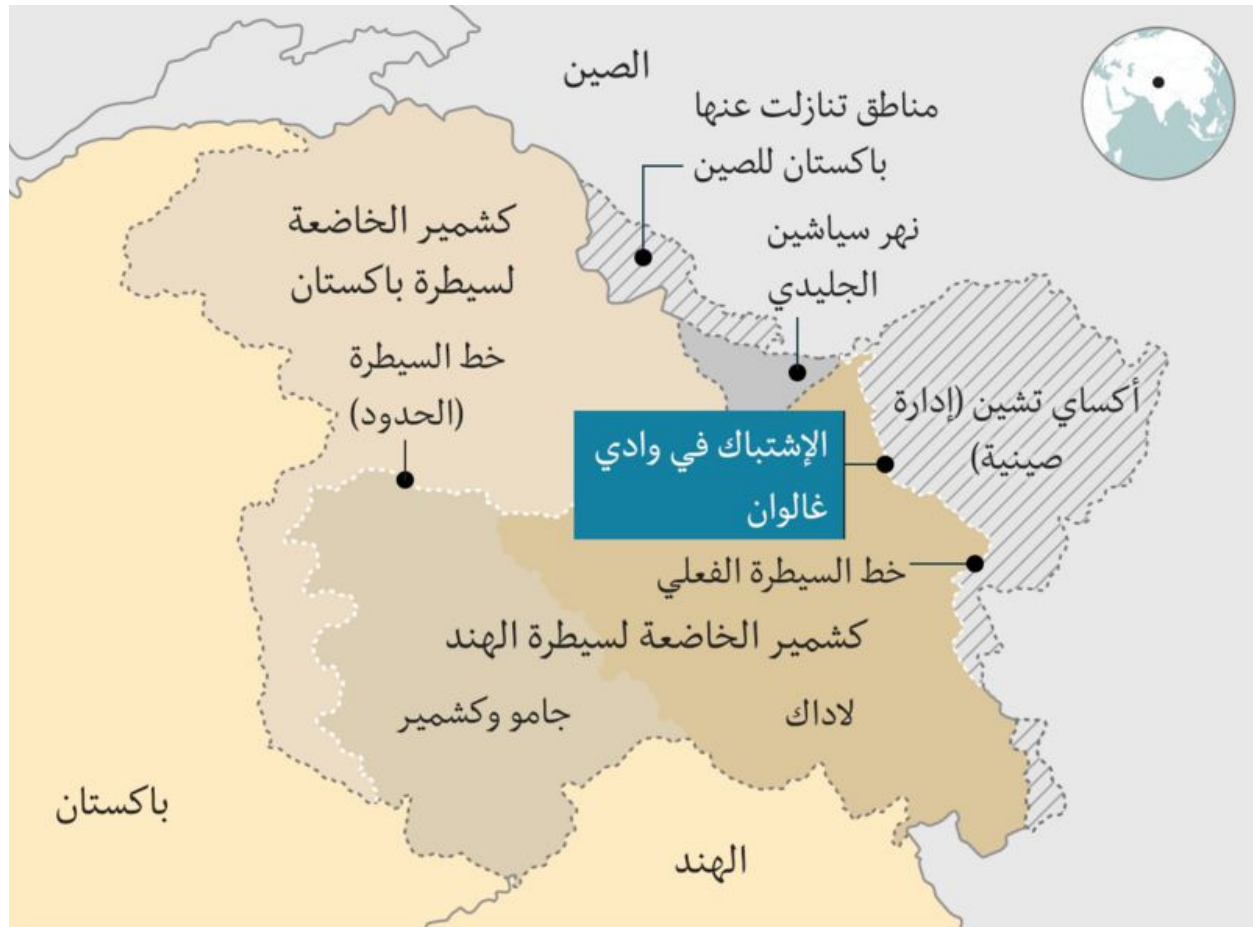 الصين
مناطق تنازلت عنها
باكستان للصين
نهر سياشين
الجليدي
كشمير الخاضعة
لسيطرة باكستان
خط السيطرة
(الحدود)
أكساي تشين (إدارة
صينية)
الإشتباك في وادي
غالوان
خط السيطرة الفعلي
كشمير الخاضعة لسيطرة الهند
لاداك
جامو وكشمير
باكستان
الهند